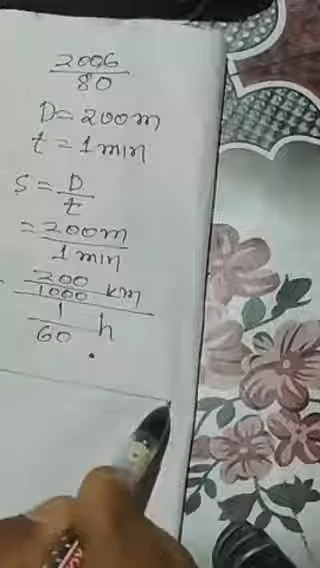 2006
80
D = 200m
t = 1 min
S = D
t
= 200m
1 min
200
1000 km
1
60 h